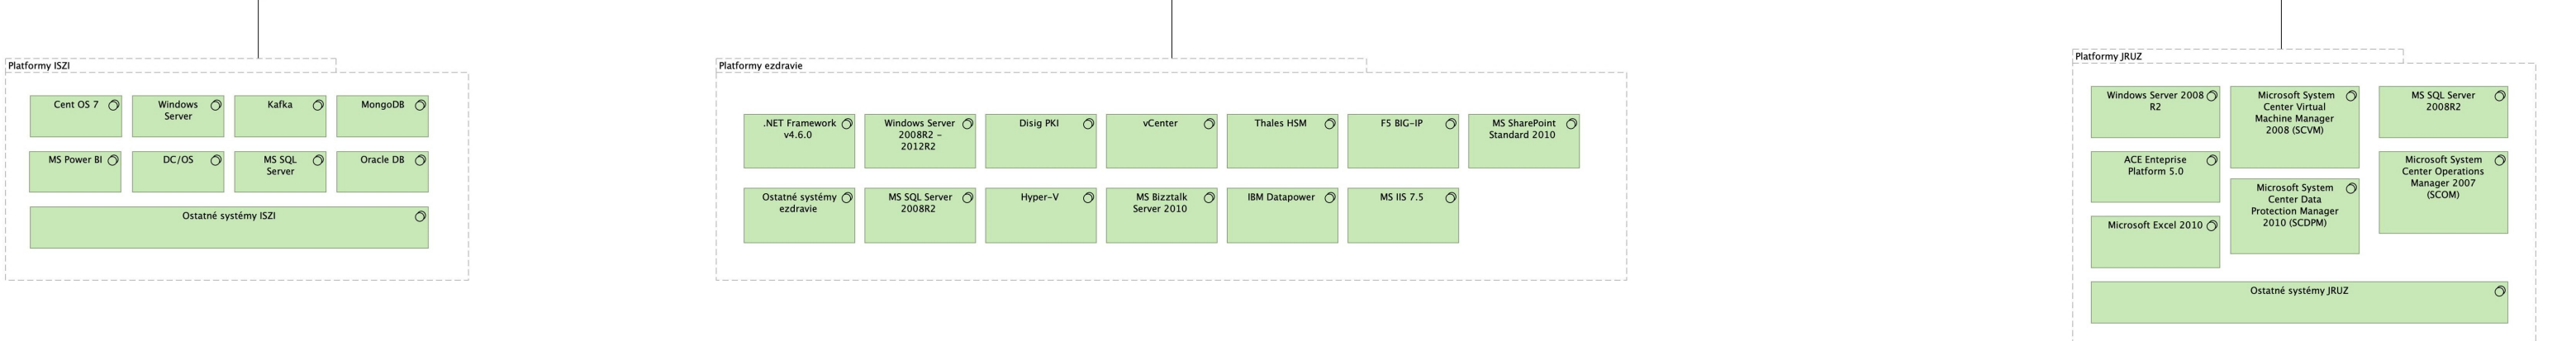 Platformy ISZI
Cent OS 7
Windows
Server
Kafka
MongoDB
MS Power BI
DC/OS
MS SQL
Server
Oracle DB
Ostatné systémy ISZI
Platformy ezdravie
.NET Framework
v4.6.0
Windows Server
2008R2 -
2012R2
Disig PKI
vCenter
Thales HSM
F5 BIG-IP
MS SharePoint
Standard 2010
Ostatné systémy
ezdravie
MS SQL Server
2008R2
Hyper-V
MS Bizztalk
Server 2010
IBM Datapower
MS IIS 7.5
Platformy JRUZ
Windows Server 2008
R2
Microsoft System
Center Virtual
Machine Manager
2008 (SCVM)
MS SQL Server
2008R2
ACE Enteprise
Platform 5.0
Microsoft System
Center Operations
Manager 2007
(SCOM)
Microsoft System
Center Data
Protection Manager
2010 (SCDPM)
Microsoft Excel 2010
Ostatné systémy JRUZ